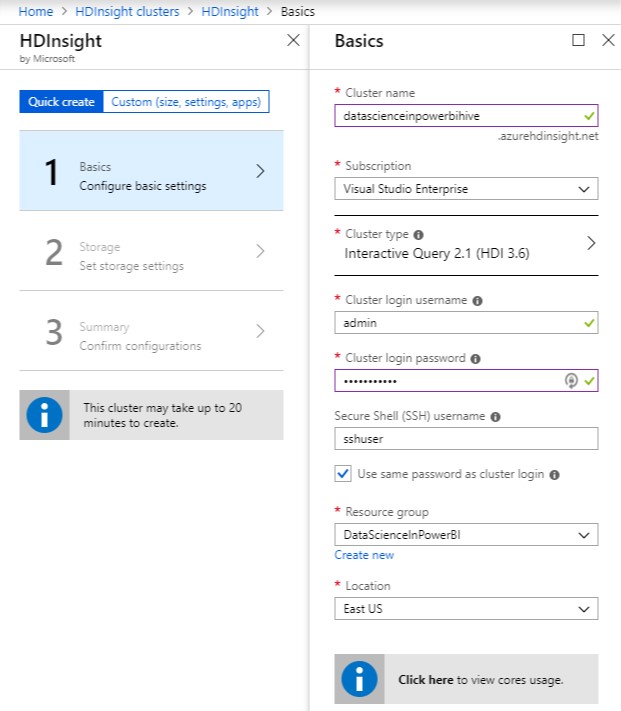 Home > HDInsight clusters > HDInsight > Basics
HDInsight
by Microsoft
Quick create
Custom (size, settings, apps)
1
Basics
Configure basic settings
2
Storage
Set storage settings
3
Summary
Confirm configurations
This cluster may take up to 20
minutes to create.
Basics
* Cluster name
datascienceinpowerbihive
.azurehdinsight.net
* Subscription
Visual Studio Enterprise
* Cluster type
Interactive Query 2.1 (HDI 3.6)
* Cluster login username
admin
* Cluster login password
•••••••••••
Secure Shell (SSH) username
sshuser
Use same password as cluster login
* Resource group
DataScienceInPowerBI
Create new
* Location
East US
Click here to view cores usage.